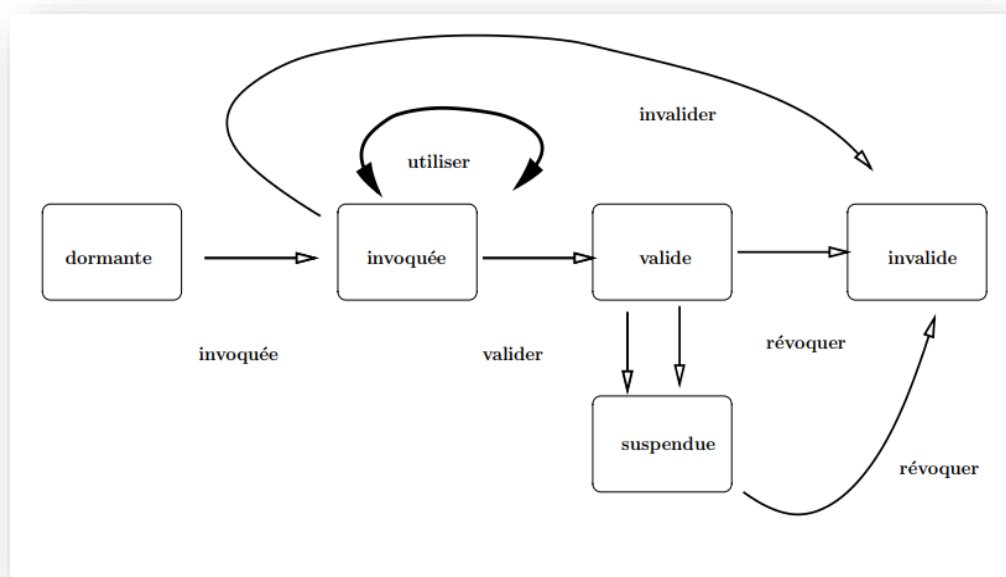 invalider
utiliser
dormante
invoquée
valide
invalide
invoquée
valider
révoquer
suspendue
révoquer